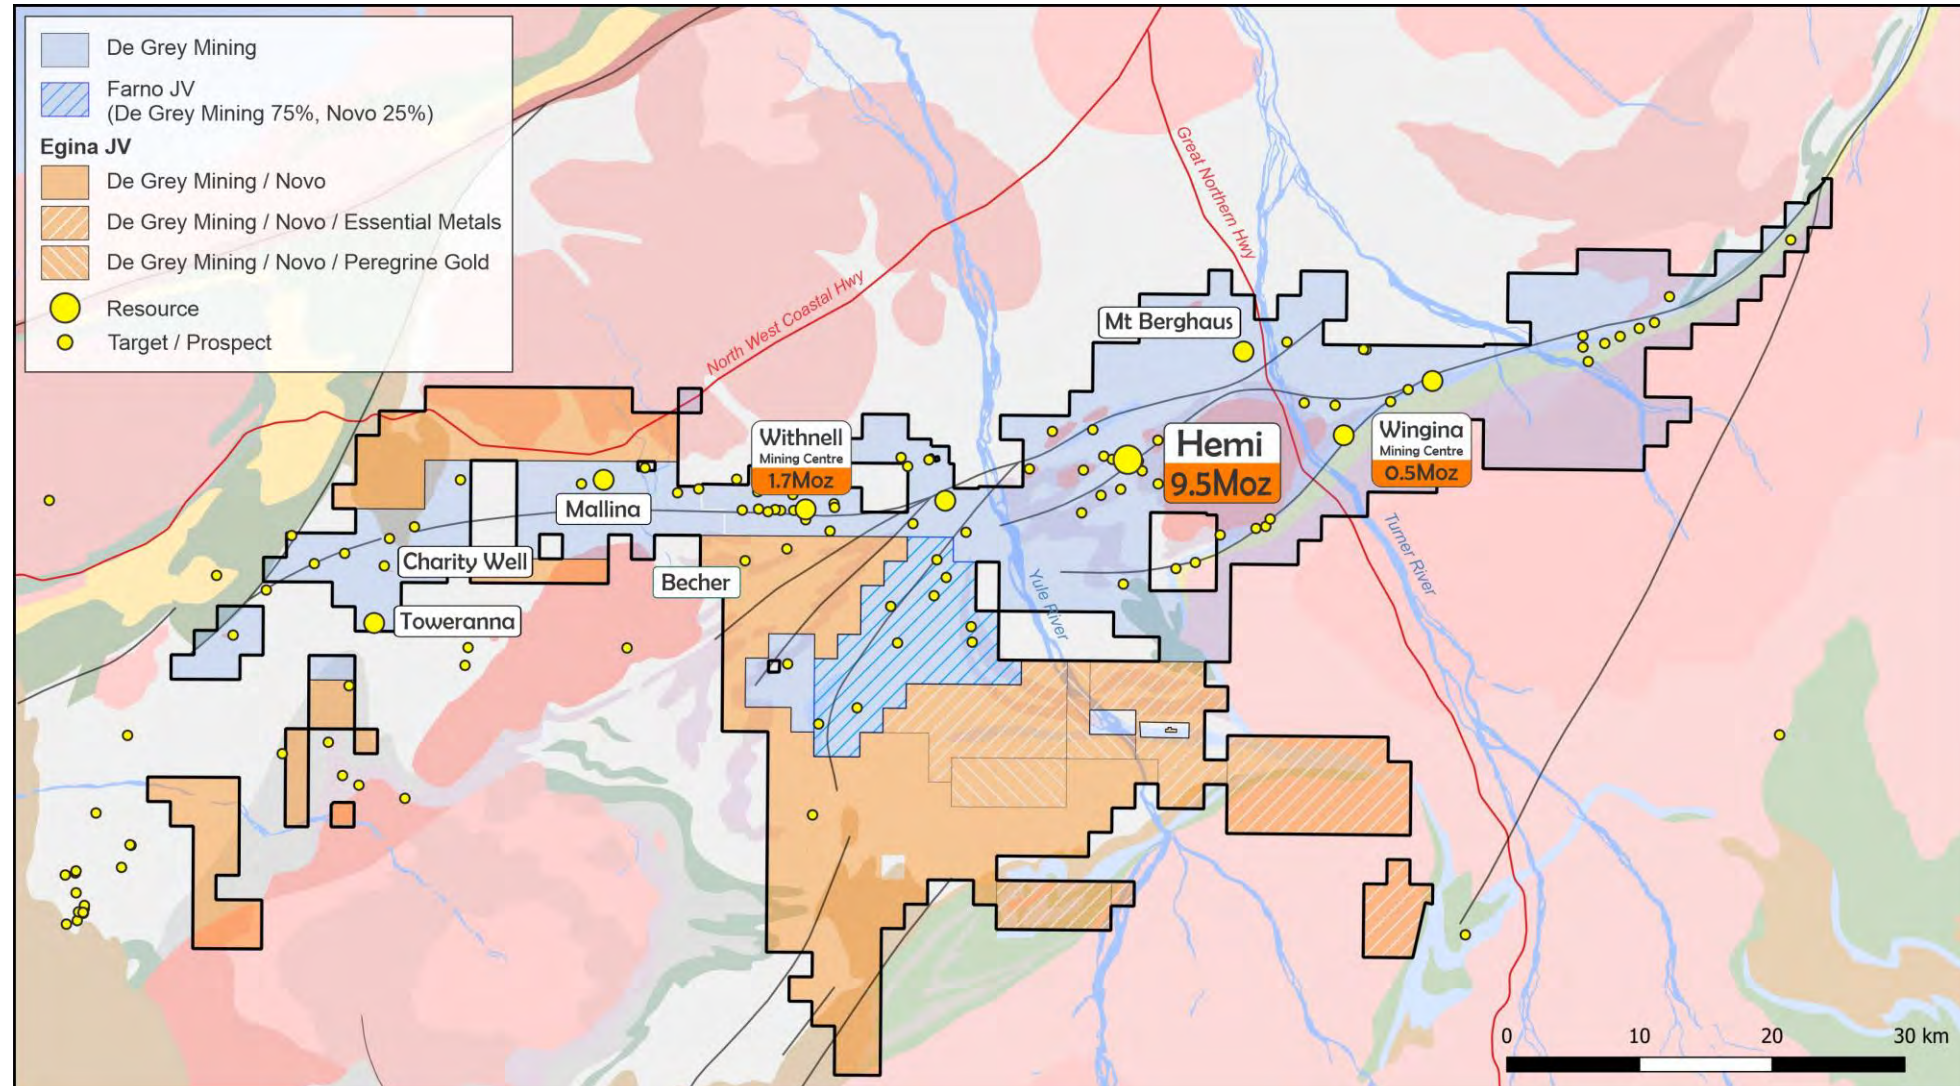 De Grey Mining
Farno JV
(De Grey Mining 75%, Novo 25%)
Egina JV
De Grey Mining / Novo
De Grey Mining / Novo / Essential Metals
De Grey Mining / Novo / Peregrine Gold
Resource
Target / Prospect
Great Northern Hwy
North West Coastal Hwy
Mt Berghaus
Withnell
Mining Centre
1.7Moz
Hemi
9.5Moz
Wingina
Mining Centre
0.5Moz
Mallina
Charity Well
Becher
Toweranna
Yule River
Turner River
0 10 20 30 km